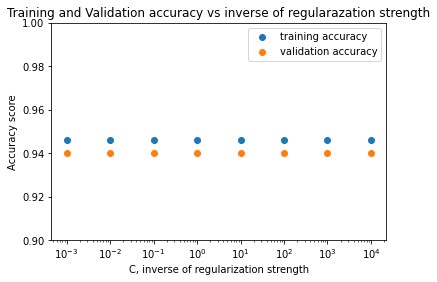 Training and Validation accuracy vs inverse of regularazation strength
1.00
0.98
0.96
0.94
0.92
0.90
Accuracy score
training accuracy
validation accuracy
10⁻³ 10⁻² 10⁻¹ 10⁰ 10¹ 10² 10³ 10⁴
C, inverse of regularization strength